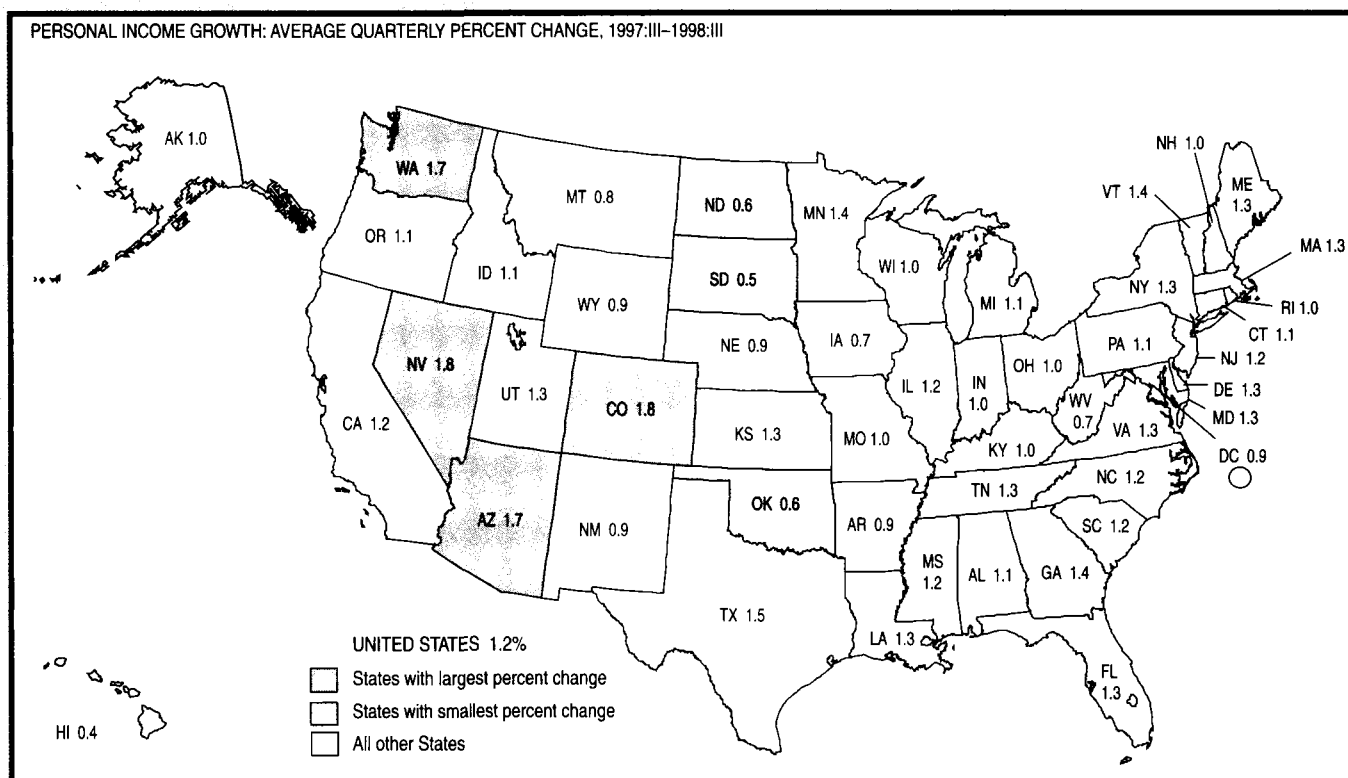 PERSONAL INCOME GROWTH: AVERAGE QUARTERLY PERCENT CHANGE, 1997:III–1998:III
AK 1.0
WA 1.7
MT 0.8
ND 0.6
MN 1.4
NH 1.0
VT 1.4
ME
1.3
OR 1.1
ID 1.1
WY 0.9
SD 0.5
WI 1.0
MI 1.1
NY 1.3
MA 1.3
RI 1.0
CT 1.1
NV 1.8
UT 1.3
CO 1.8
NE 0.9
IA 0.7
IL 1.2
IN
1.0
OH 1.0
PA 1.1
NJ 1.2
DE 1.3
MD 1.3
DC 0.9
CA 1.2
KS 1.3
MO 1.0
KY 1.0
WV
0.7
VA 1.3
AZ 1.7
NM 0.9
OK 0.6
AR 0.9
TN 1.3
NC 1.2
SC 1.2
TX 1.5
LA 1.3
MS
1.2
AL 1.1
GA 1.4
FL
1.3
HI 0.4
UNITED STATES 1.2%
States with largest percent change
States with smallest percent change
All other States